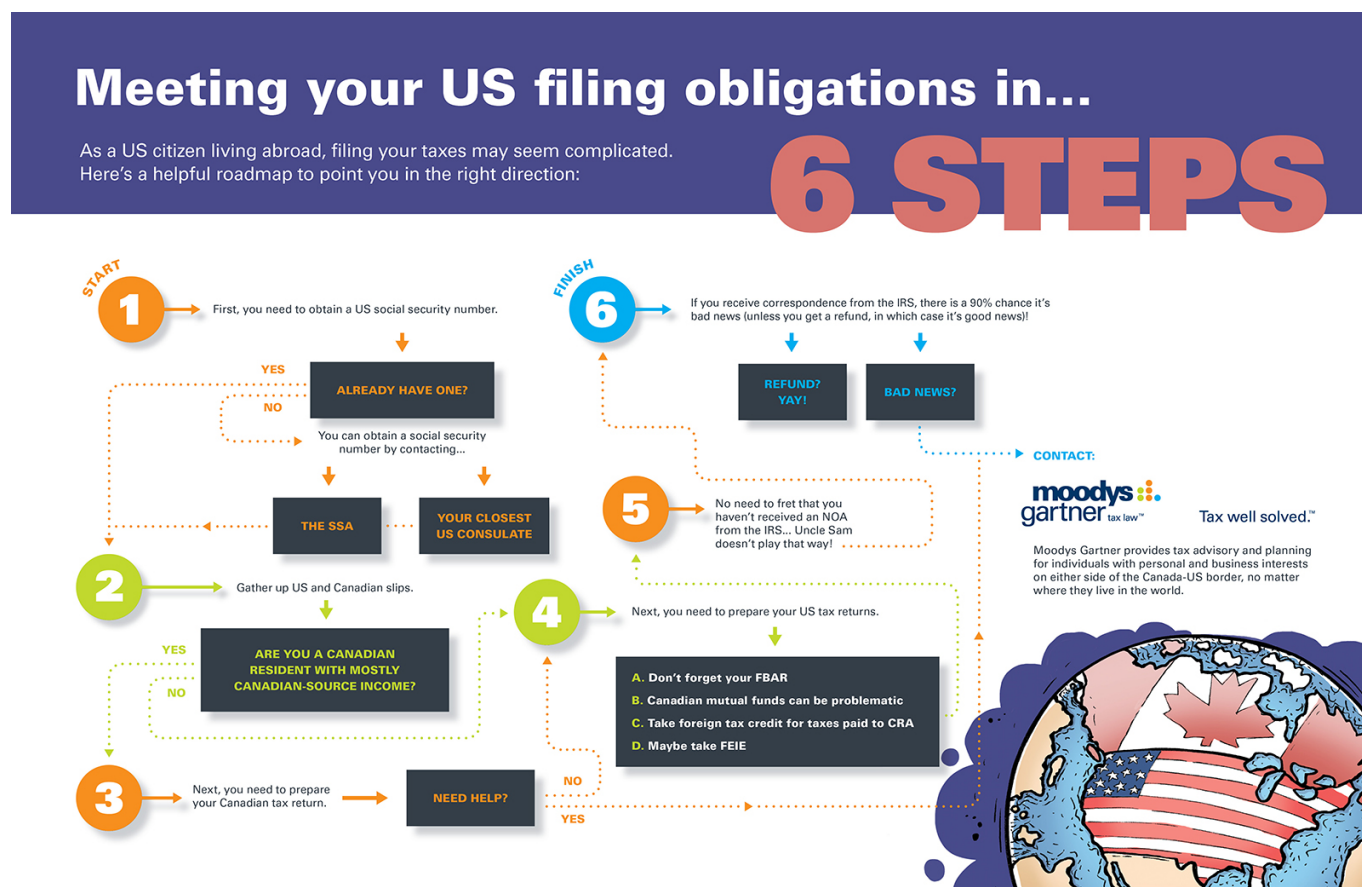 Meeting your US filing obligations in...
6 STEPS
As a US citizen living abroad, filing your taxes may seem complicated.
Here's a helpful roadmap to point you in the right direction:
START
1
First, you need to obtain a US social security number.
ALREADY HAVE ONE?
YES
NO
You can obtain a social security
number by contacting...
THE SSA
YOUR CLOSEST
US CONSULATE
2
Gather up US and Canadian slips.
ARE YOU A CANADIAN
RESIDENT WITH MOSTLY
CANADIAN-SOURCE INCOME?
YES
NO
3
Next, you need to prepare
your Canadian tax return.
NEED HELP?
NO
YES
4
Next, you need to prepare your US tax returns.
A. Don't forget your FBAR
B. Canadian mutual funds can be problematic
C. Take foreign tax credit for taxes paid to CRA
D. Maybe take FEIE
5
No need to fret that you
haven't received an NOA
from the IRS... Uncle Sam
doesn't play that way!
FINISH
6
If you receive correspondence from the IRS, there is a 90% chance it's
bad news (unless you get a refund, in which case it's good news)!
REFUND?
YAY!
BAD NEWS?
CONTACT:
moodys
gartner tax law™
Tax well solved.™
Moodys Gartner provides tax advisory and planning
for individuals with personal and business interests
on either side of the Canada-US border, no matter
where they live in the world.